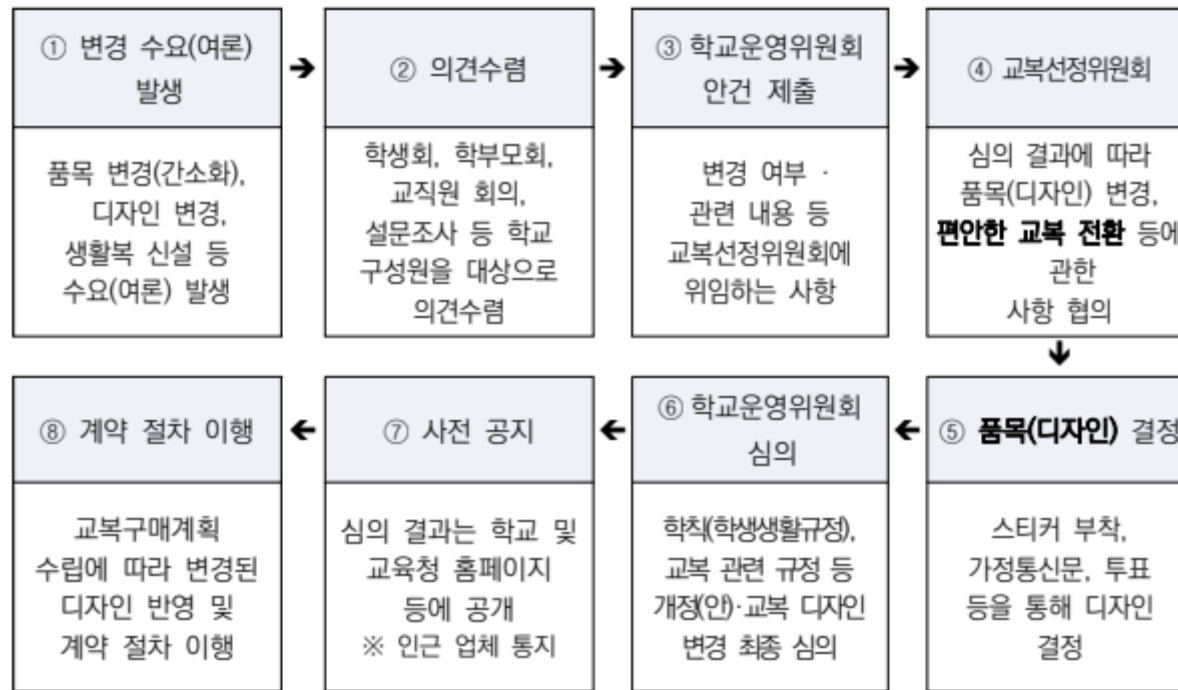 ① 변경 수요(여론)
발생
품목 변경(간소화),
디자인 변경,
생활복 신설 등
수요(여론) 발생
② 의견수렴
학생회, 학부모회,
교직원 회의,
설문조사 등 학교
구성원을 대상으로
의견수렴
③ 학교운영위원회
안건 제출
변경 여부 ·
관련 내용 등
교복선정위원회에
위임하는 사항
④ 교복선정위원회
심의 결과에 따라
품목(디자인) 변경,
편안한 교복 전환 등에
관한
사항 협의
⑤ 품목(디자인) 결정
스티커 부착,
가정통신문, 투표
등을 통해 디자인
결정
⑥ 학교운영위원회
심의
학칙(학생생활규정),
교복 관련 규정 등
개정(안)·교복 디자인
변경 최종 심의
⑦ 사전 공지
심의 결과는 학교 및
교육청 홈페이지
등에 공개
※ 인근 업체 통지
⑧ 계약 절차 이행
교복구매계획
수립에 따라 변경된
디자인 반영 및
계약 절차 이행